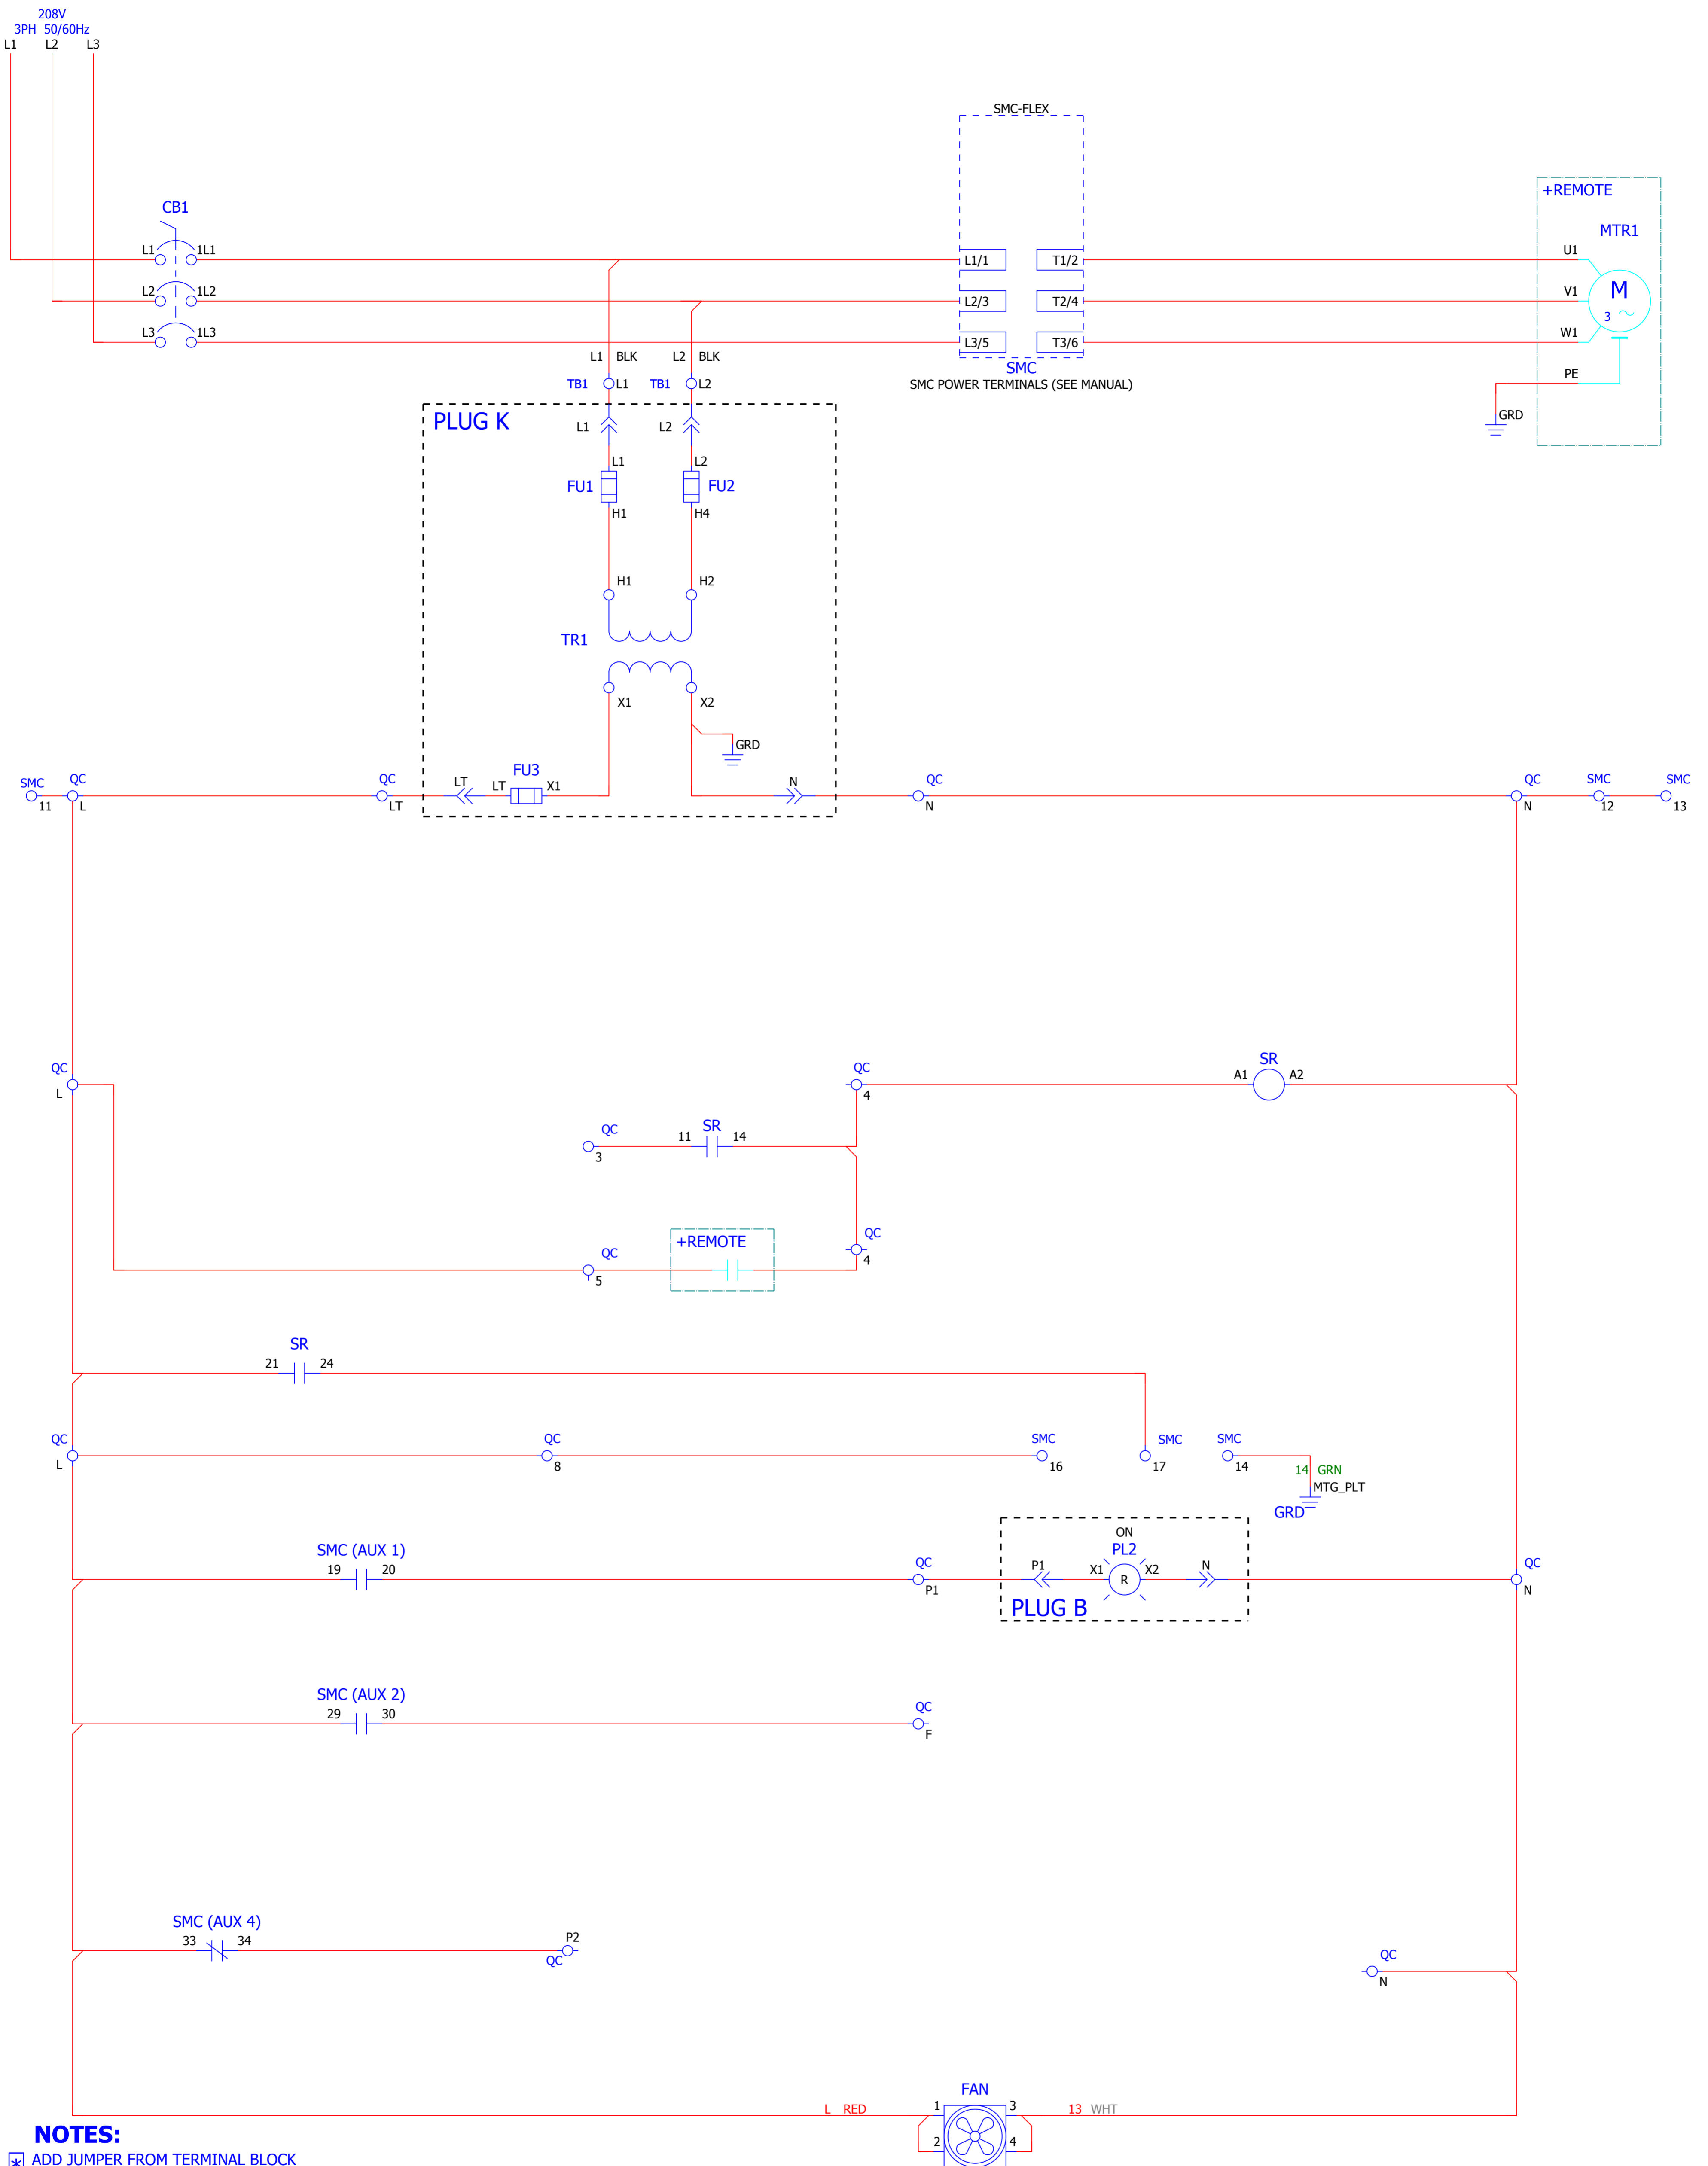 208V
3PH 50/60Hz
L1 L2 L3
SMC-FLEX
+REMOTE
CB1
MTR1
L1 1L1
L1/1 T1/2
U1
L2 1L2
L2/3 T2/4
V1
M
3
L3 1L3
L3/5 T3/6
W1
L1 BLK L2 BLK
SMC
SMC POWER TERMINALS (SEE MANUAL)
PE
TB1 L1 TB1 L2
GRD
PLUG K
L1 L2
L1 L2
FU1 FU2
H1 H4
H1 H2
TR1
X1 X2
GRD
SMC QC QC LT LT FU3 X1 N QC QC SMC SMC
11 L LT N N 12 13
QC QC SR
L 4 A1 A2
QC 11 SR 14
3
QC +REMOTE QC
5 4
SR
21 24
QC QC SMC SMC SMC
L 8 16 17 14
14 GRN
MTG_PLT
GRD
ON
SMC (AUX 1) PL2
19 20 QC P1 X1 R X2 N QC
P1 N
PLUG B
SMC (AUX 2)
29 30 QC
F
SMC (AUX 4)
33 34 P2
QC
QC
N
FAN
L RED 1 3 13 WHT
2 4
NOTES:
* ADD JUMPER FROM TERMINAL BLOCK